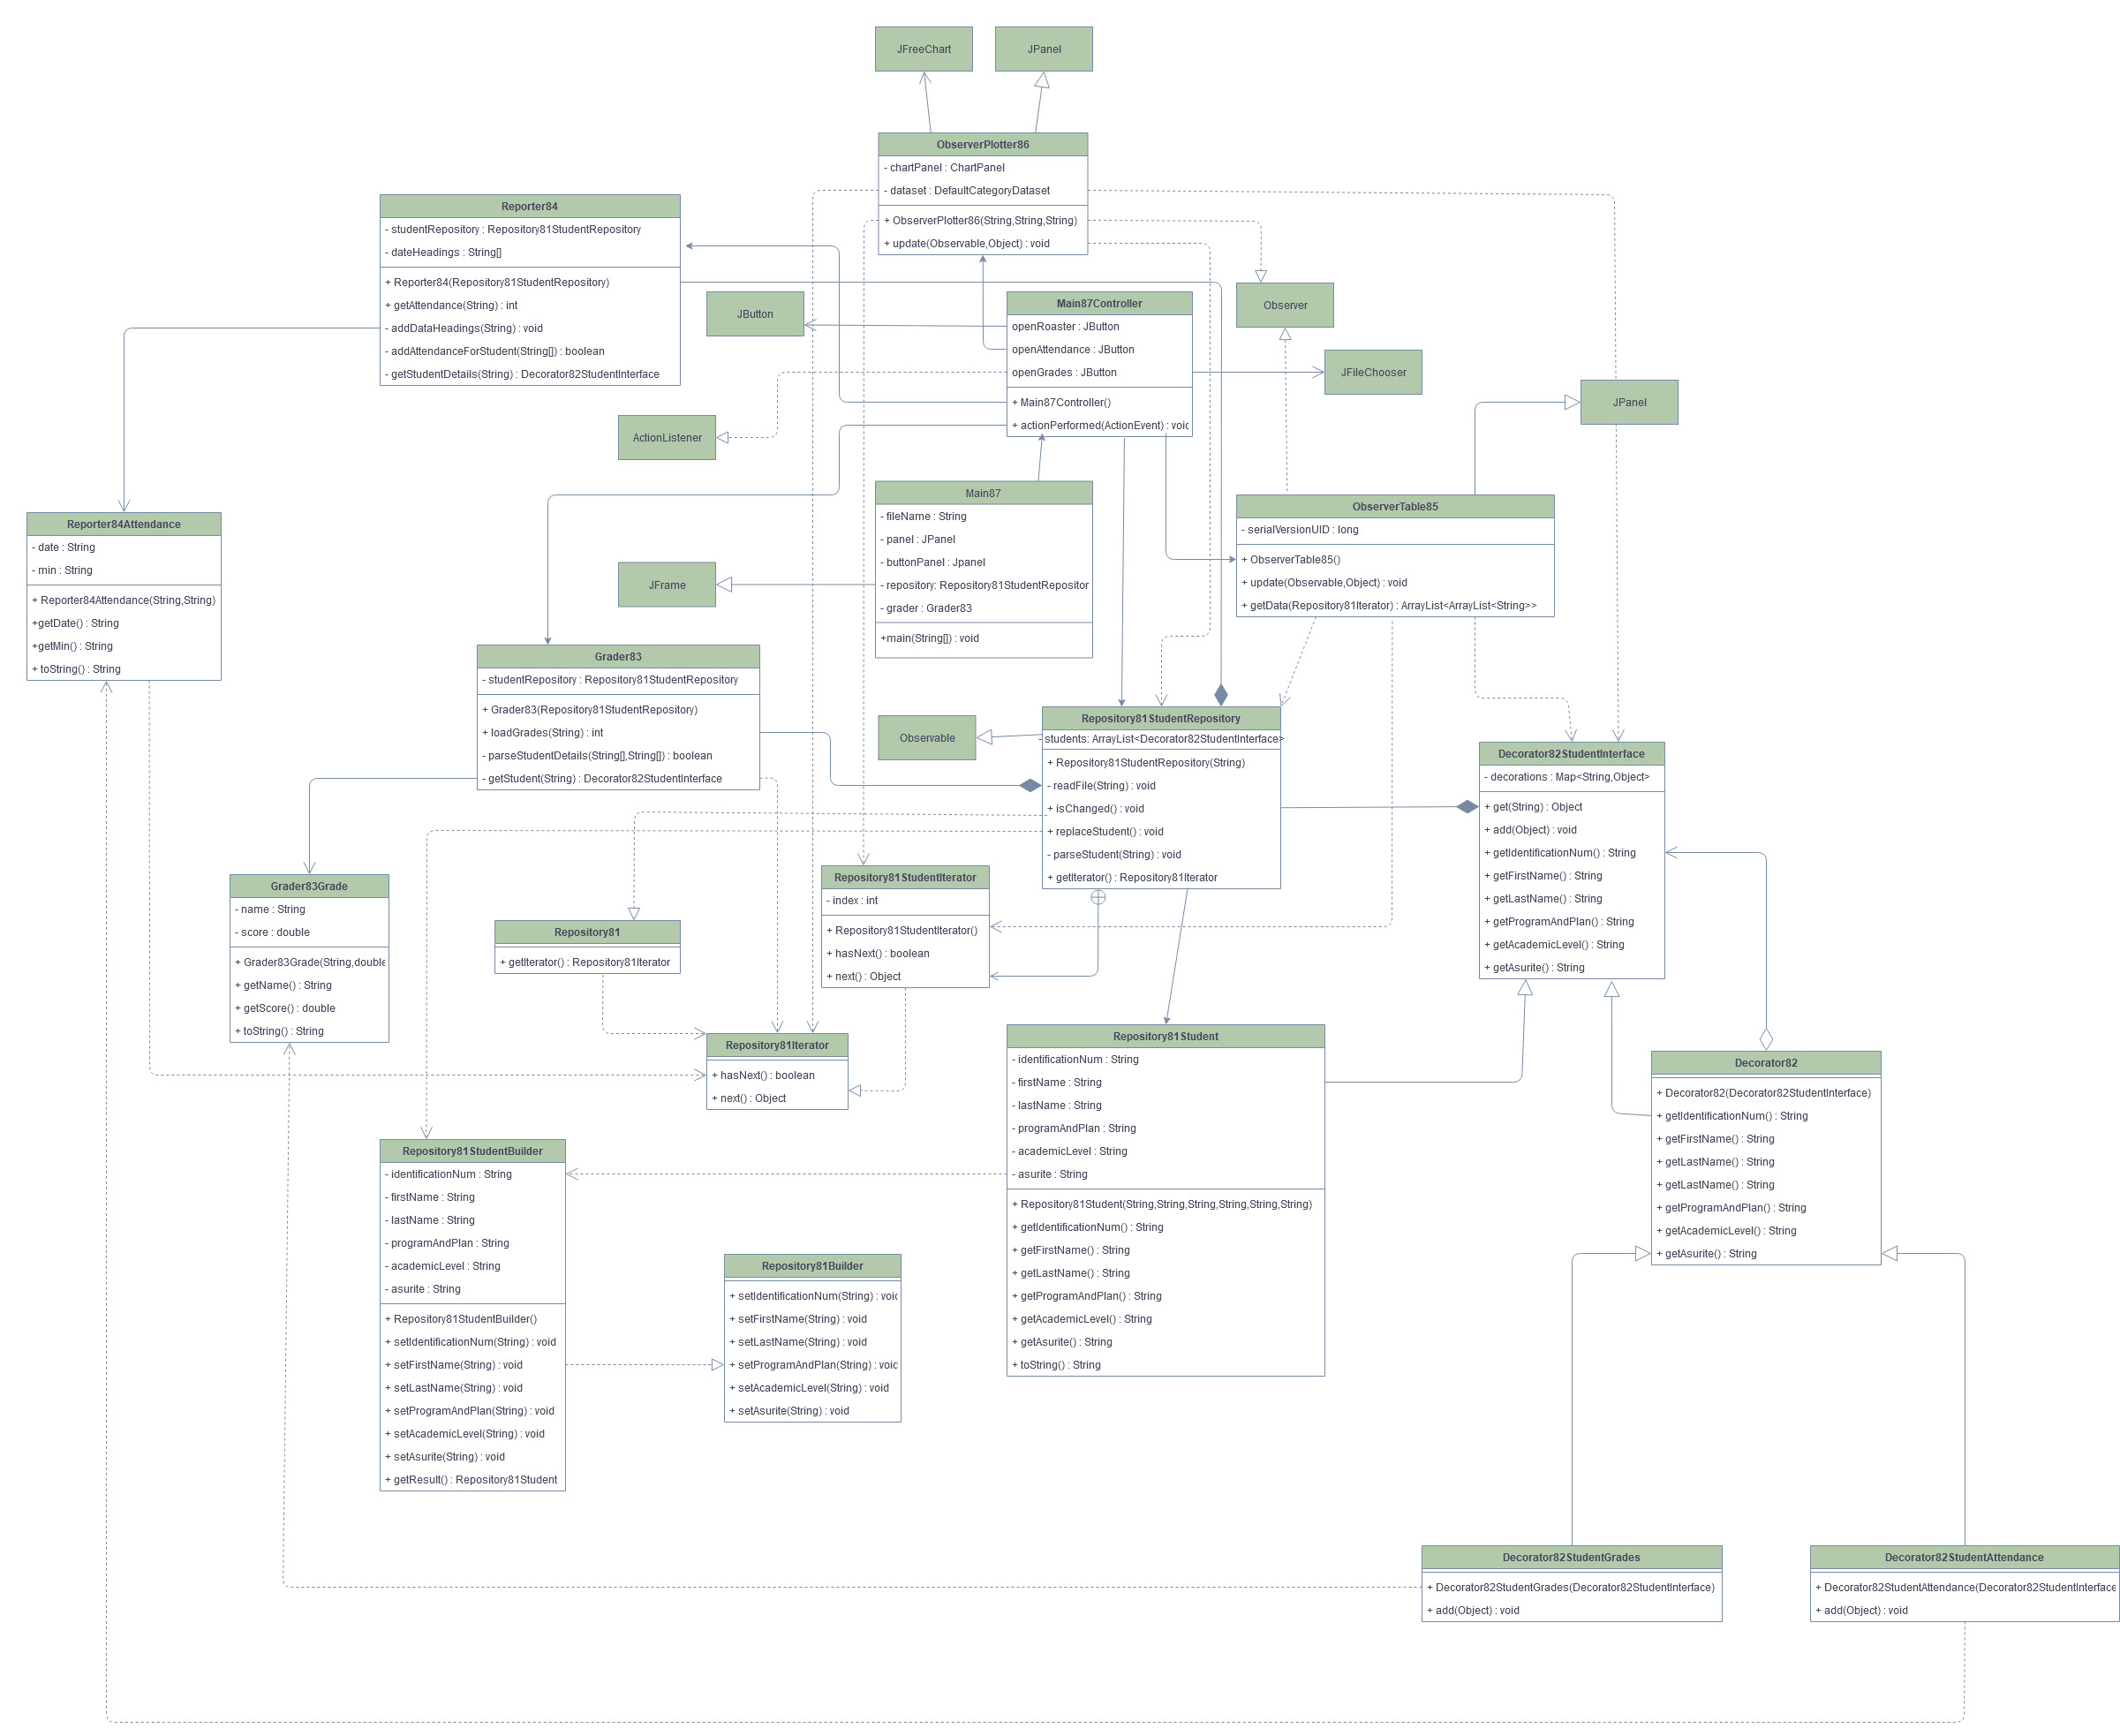 JFreeChart
JPanel
ObserverPlotter86
- chartPanel : ChartPanel
- dataset : DefaultCategoryDataset
+ ObserverPlotter86(String,String,String)
+ update(Observable,Object) : void
Reporter84
- studentRepository : Repository81StudentRepository
- dateHeadings : String[]
+ Reporter84(Repository81StudentRepository)
+ getAttendance(String) : int
- addDataHeadings(String) : void
- addAttendanceForStudent(String[]) : boolean
- getStudentDetails(String) : Decorator82StudentInterface
JButton
Main87Controller
openRoaster : JButton
openAttendance : JButton
openGrades : JButton
+ Main87Controller()
+ actionPerformed(ActionEvent) : void
Observer
JFileChooser
JPanel
ActionListener
Main87
- fileName : String
- panel : JPanel
- buttonPanel : Jpanel
- repository: Repository81StudentRepositor
- grader : Grader83
+main(String[]) : void
JFrame
ObserverTable85
- serialVersionUID : long
+ ObserverTable85()
+ update(Observable,Object) : void
+ getData(Repository81Iterator) : ArrayList<ArrayList<String>>
Reporter84Attendance
- date : String
- min : String
+ Reporter84Attendance(String,String)
+getDate() : String
+getMin() : String
+ toString() : String
Grader83
- studentRepository : Repository81StudentRepository
+ Grader83(Repository81StudentRepository)
+ loadGrades(String) : int
- parseStudentDetails(String[],String[]) : boolean
- getStudent(String) : Decorator82StudentInterface
Observable
Repository81StudentRepository
- students: ArrayList<Decorator82StudentInterface>
+ Repository81StudentRepository(String)
- readFile(String) : void
+ isChanged() : void
+ replaceStudent() : void
- parseStudent(String) : void
+ getIterator() : Repository81Iterator
Decorator82StudentInterface
- decorations : Map<String,Object>
+ get(String) : Object
+ add(Object) : void
+ getIdentificationNum() : String
+ getFirstName() : String
+ getLastName() : String
+ getProgramAndPlan() : String
+ getAcademicLevel() : String
+ getAsurite() : String
Grader83Grade
- name : String
- score : double
+ Grader83Grade(String,double
+ getName() : String
+ getScore() : double
+ toString() : String
Repository81StudentIterator
- index : int
+ Repository81StudentIterator()
+ hasNext() : boolean
+ next() : Object
Repository81
+ getIterator() : Repository81Iterator
Repository81Iterator
+ hasNext() : boolean
+ next() : Object
Repository81Student
- identificationNum : String
- firstName : String
- lastName : String
- programAndPlan : String
- academicLevel : String
- asurite : String
+ Repository81Student(String,String,String,String,String,String)
+ getIdentificationNum() : String
+ getFirstName() : String
+ getLastName() : String
+ getProgramAndPlan() : String
+ getAcademicLevel() : String
+ getAsurite() : String
+ toString() : String
Decorator82
+ Decorator82(Decorator82StudentInterface)
+ getIdentificationNum() : String
+ getFirstName() : String
+ getLastName() : String
+ getLastName() : String
+ getProgramAndPlan() : String
+ getAcademicLevel() : String
+ getAsurite() : String
Repository81StudentBuilder
- identificationNum : String
- firstName : String
- lastName : String
- programAndPlan : String
- academicLevel : String
- asurite : String
+ Repository81StudentBuilder()
+ setIdentificationNum(String) : void
+ setFirstName(String) : void
+ setLastName(String) : void
+ setProgramAndPlan(String) : void
+ setAcademicLevel(String) : void
+ setAsurite(String) : void
+ getResult() : Repository81Student
Repository81Builder
+ setIdentificationNum(String) : void
+ setFirstName(String) : void
+ setLastName(String) : void
+ setProgramAndPlan(String) : void
+ setAcademicLevel(String) : void
+ setAsurite(String) : void
Decorator82StudentGrades
+ Decorator82StudentGrades(Decorator82StudentInterface)
+ add(Object) : void
Decorator82StudentAttendance
+ Decorator82StudentAttendance(Decorator82StudentInterface
+ add(Object) : void